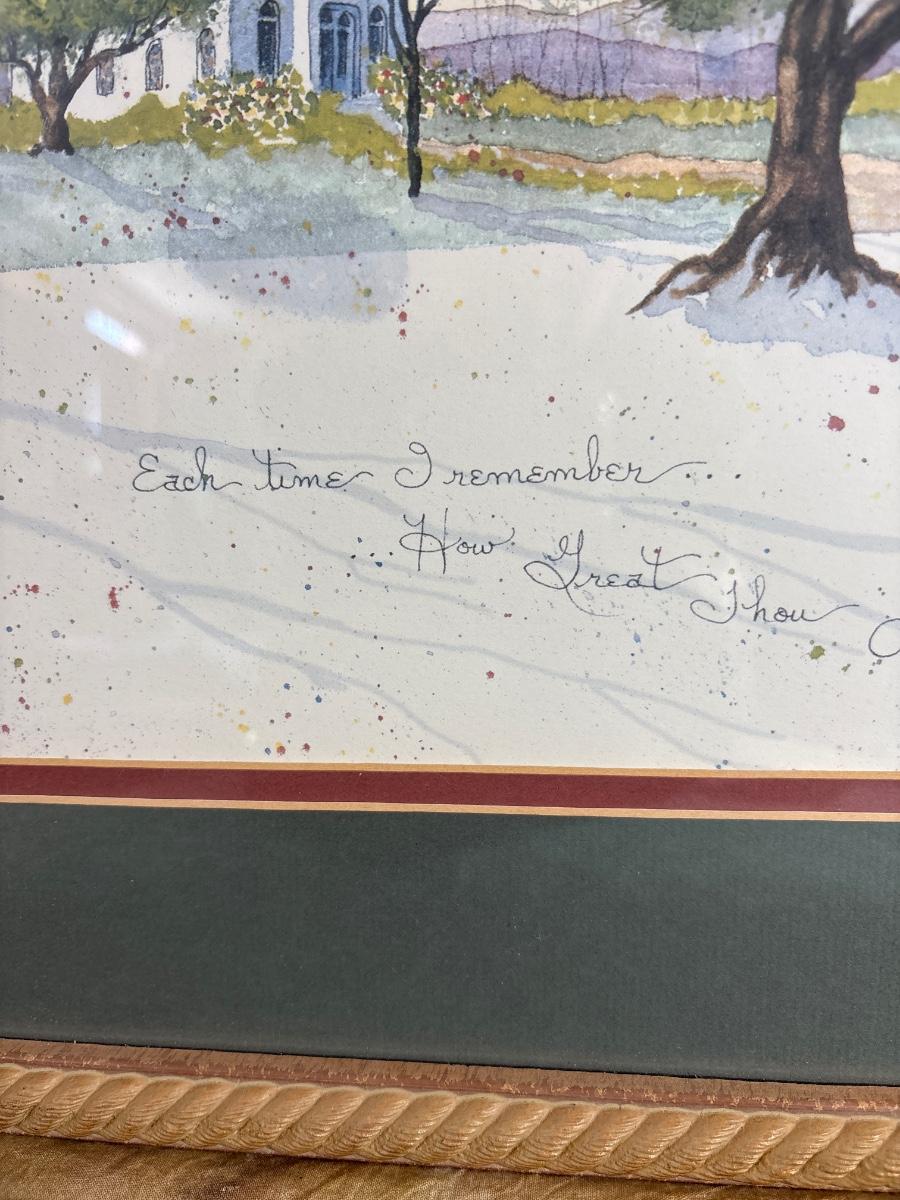 Each time I remember...
...How Great Thou